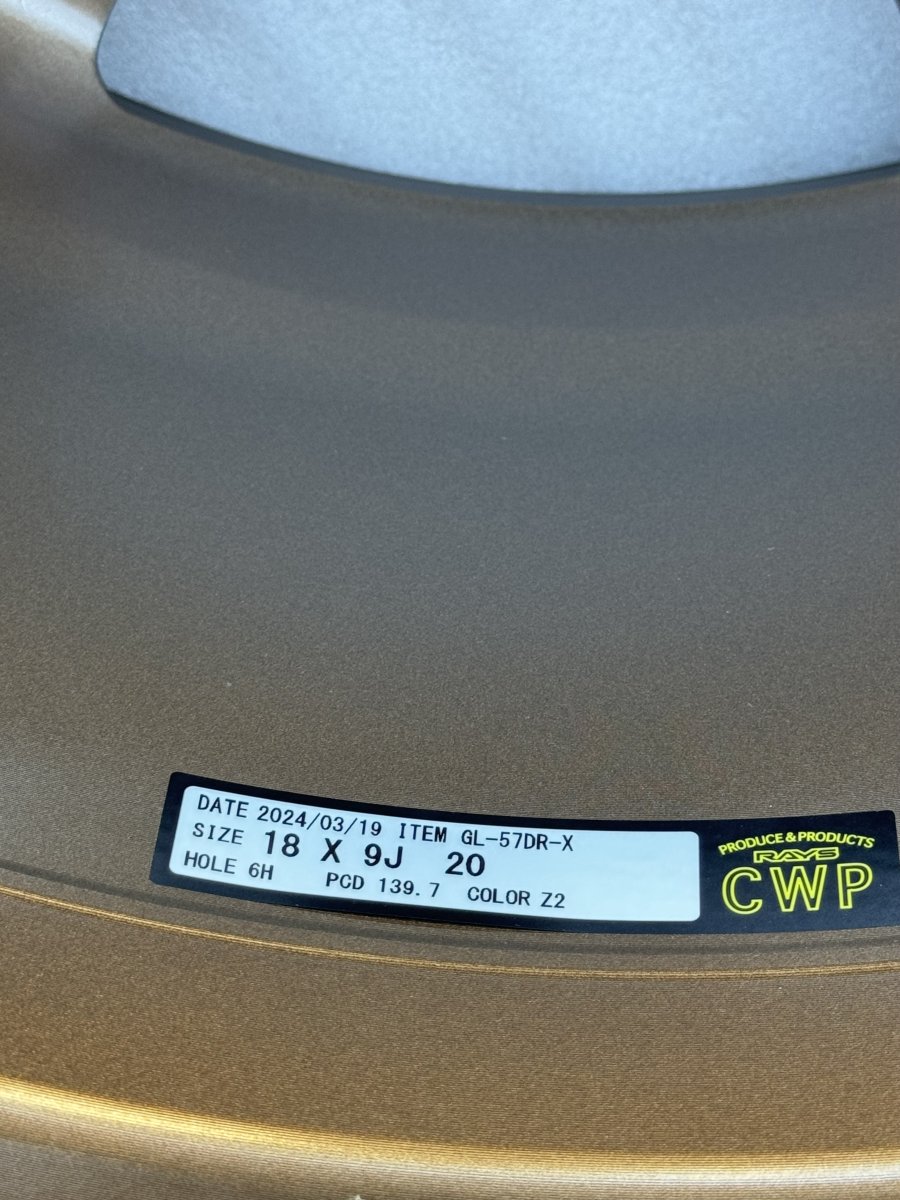 DATE 2024/03/19 ITEM GL-57DR-X
SIZE 18 X 9J 20
HOLE 6H PCD 139.7 COLOR Z2
PRODUCE & PRODUCTS
RAYS
CWP